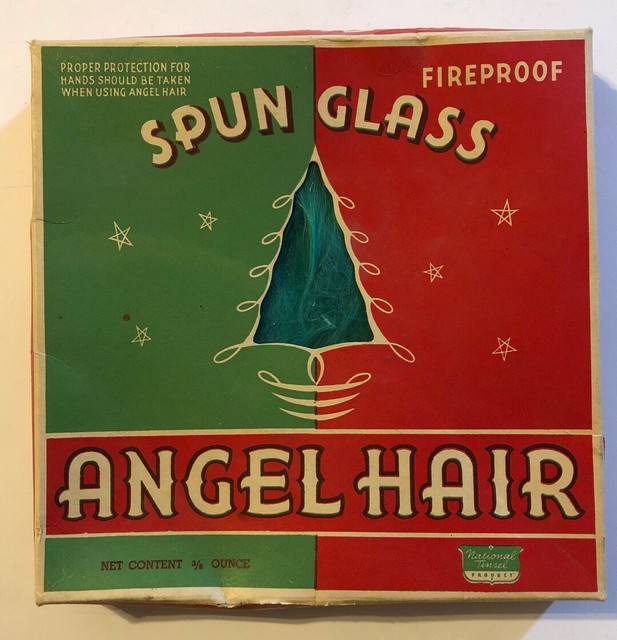 PROPER PROTECTION FOR
HANDS SHOULD BE TAKEN
WHEN USING ANGEL HAIR
FIREPROOF
SPUN GLASS
ANGEL HAIR
NET CONTENT ⅜ OUNCE
National
Tinsel
PRODUCT